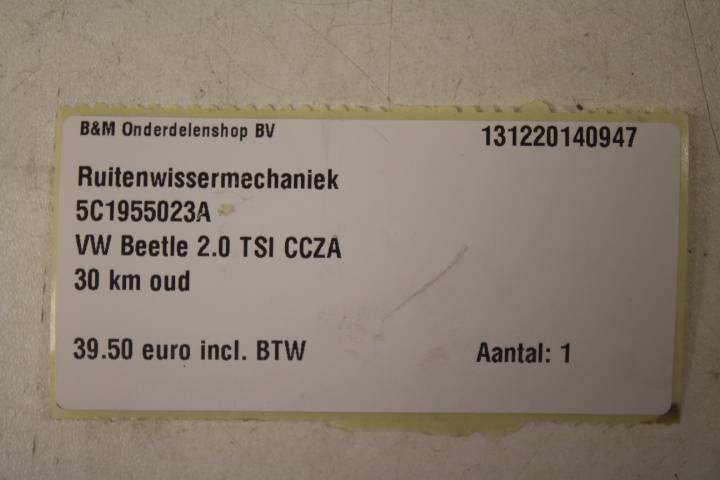 B&M Onderdelenshop BV
131220140947
Ruitenwissermechaniek
5C1955023A
VW Beetle 2.0 TSI CCZA
30 km oud
39.50 euro incl. BTW
Aantal: 1